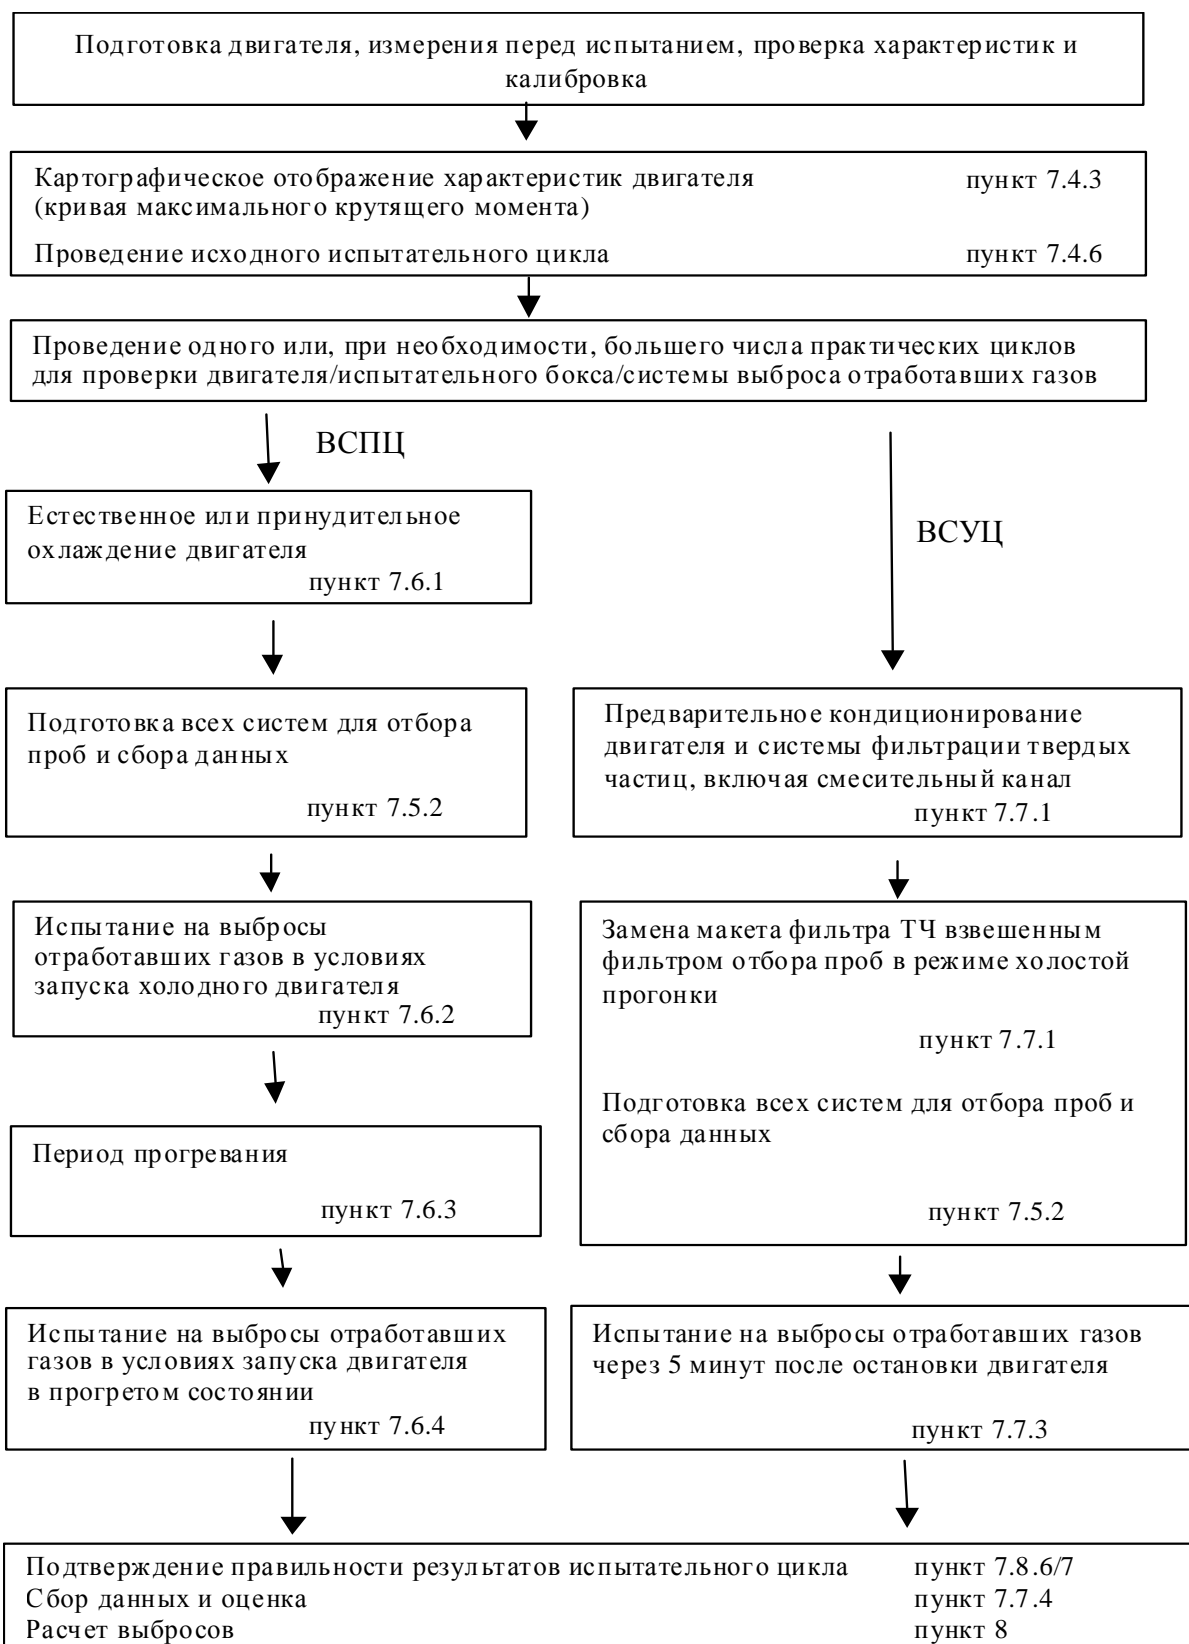 Подготовка двигателя, измерения перед испытанием, проверка характеристик и
калибровка
Картографическое отображение характеристик двигателя пункт 7.4.3
(кривая максимального крутящего момента)
Проведение исходного испытательного цикла пункт 7.4.6
Проведение одного или, при необходимости, большего числа практических циклов
для проверки двигателя/испытательного бокса/системы выброса отработавших газов
ВСПЦ
Естественное или принудительное
охлаждение двигателя
пункт 7.6.1
Подготовка всех систем для отбора
проб и сбора данных
пункт 7.5.2
Испытание на выбросы
отработавших газов в условиях
запуска холодного двигателя
пункт 7.6.2
Период прогревания
пункт 7.6.3
Испытание на выбросы отработавших
газов в условиях запуска двигателя
в прогретом состоянии
пункт 7.6.4
ВСУЦ
Предварительное кондиционирование
двигателя и системы фильтрации твердых
частиц, включая смесительный канал
пункт 7.7.1
Замена макета фильтра ТЧ взвешенным
фильтром отбора проб в режиме холостой
прогонки
пункт 7.7.1
Подготовка всех систем для отбора проб и
сбора данных
пункт 7.5.2
Испытание на выбросы отработавших газов
через 5 минут после остановки двигателя
пункт 7.7.3
Подтверждение правильности результатов испытательного цикла пункт 7.8.6/7
Сбор данных и оценка пункт 7.7.4
Расчет выбросов пункт 8